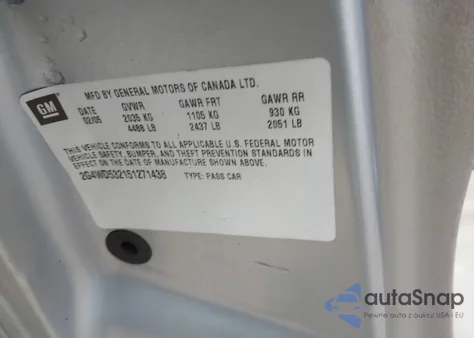 GM
MFD BY GENERAL MOTORS OF CANADA LTD.
DATE GVWR GAWR FRT GAWR RR
02/05 2035 KG 1105 KG 930 KG
4486 LB 2437 LB 2051 LB
THIS VEHICLE CONFORMS TO ALL APPLICABLE U.S. FEDERAL MOTOR
VEHICLE SAFETY, BUMPER, AND THEFT PREVENTION STANDARDS IN
EFFECT ON THE DATE OF MANUFACTURE SHOWN ABOVE.
2G4WD532151271438 TYPE: PASS CAR
autaSnap
Pewne auta z aukcji USA i EU